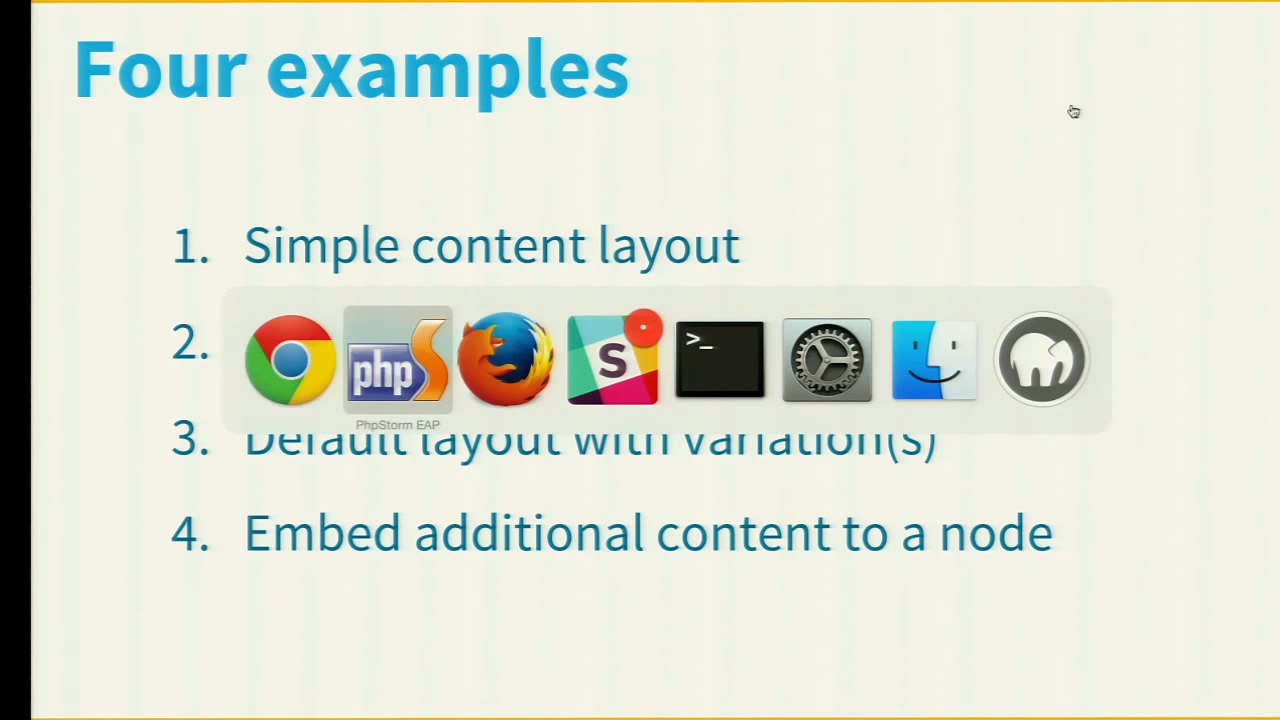 Four examples
1. Simple content layout
2.
php S
S
>_
PhpStorm EAP
3. Default layout with variation(s)
4. Embed additional content to a node